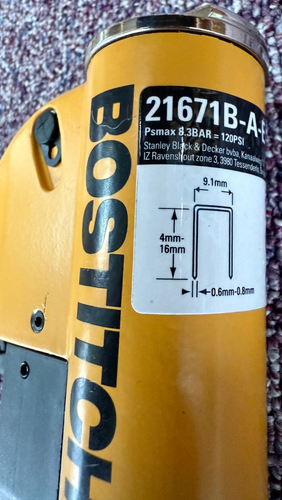 BOSTITCH
21671B-A-
Psmax 8.3BAR = 120PSI
Stanley Black & Decker bvba,
IZ Ravenshout zone 3, 3980 Tessenderlo,
9.1mm
4mm-
16mm
0.6mm-0.8mm